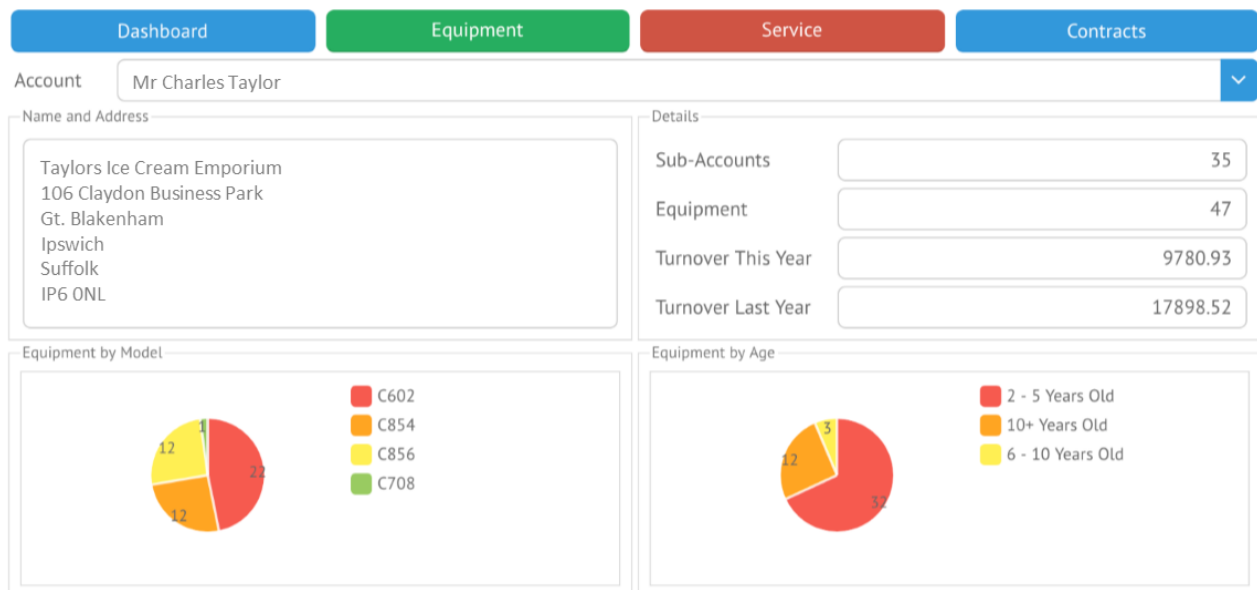 Dashboard
Equipment
Service
Contracts
Account
Mr Charles Taylor
Name and Address
Taylors Ice Cream Emporium
106 Claydon Business Park
Gt. Blakenham
Ipswich
Suffolk
IP6 0NL
Details
Sub-Accounts 35
Equipment 47
Turnover This Year 9780.93
Turnover Last Year 17898.52
Equipment by Model
1
12
22
12
C602
C854
C856
C708
Equipment by Age
3
12
32
2 - 5 Years Old
10+ Years Old
6 - 10 Years Old